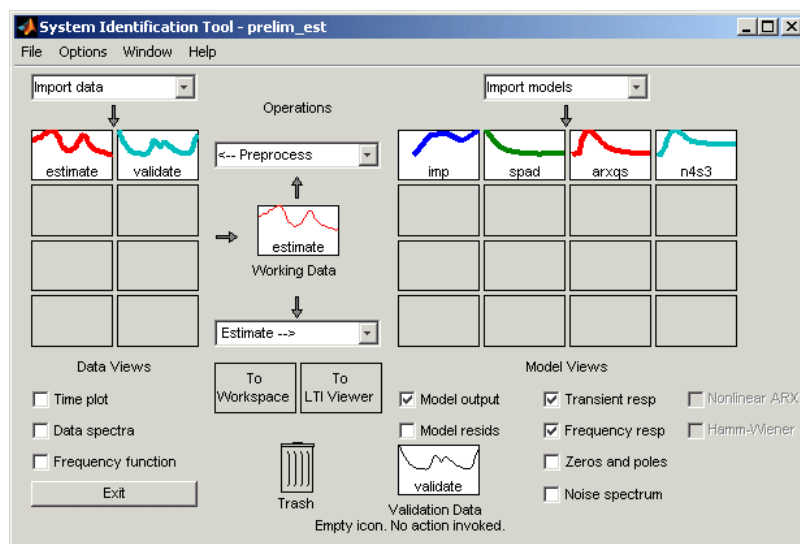 System Identification Tool - prelim_est
File Options Window Help
Import data
Import models
Operations
estimate validate
<-- Preprocess
imp spad arxqs n4s3
estimate
Working Data
Estimate -->
Data Views
Model Views
To Workspace
To LTI Viewer
Time plot
Data spectra
Frequency function
Exit
Trash
Model output
Model resids
validate
Validation Data
Transient resp
Frequency resp
Zeros and poles
Noise spectrum
Nonlinear ARX
Hamm-Wiener
Empty icon. No action invoked.